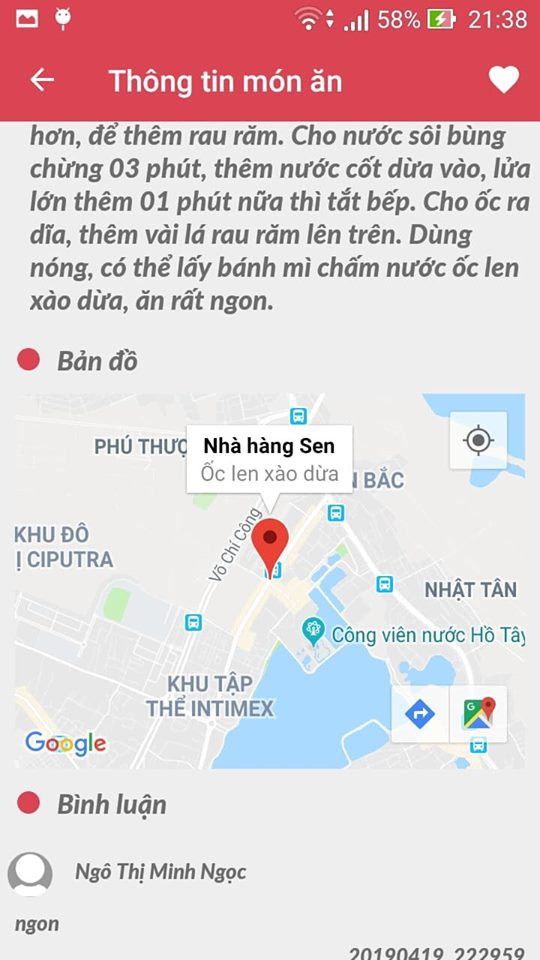 58% 21:38
Thông tin món ăn
hơn, để thêm rau răm. Cho nước sôi bùng
chừng 03 phút, thêm nước cốt dừa vào, lửa
lớn thêm 01 phút nữa thì tắt bếp. Cho ốc ra
dĩa, thêm vài lá rau răm lên trên. Dùng
nóng, có thể lấy bánh mì chấm nước ốc len
xào dừa, ăn rất ngon.
Bản đồ
Nhà hàng Sen
PHÚ THƯỢ
Ốc len xào dừa
N BẮC
Võ Chí Công
KHU ĐÔ
Ị CIPUTRA
NHẬT TÂN
Công viên nước Hồ Tây
KHU TẬP
THỂ INTIMEX
Google
Bình luận
Ngô Thị Minh Ngọc
ngon
20190419_222959